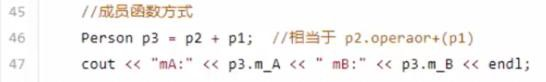 45 //成员函数方式
46 Person p3 = p2 + p1; //相当于 p2.operaor+(p1)
47 cout << "mA:" << p3.m_A << " mB:" << p3.m_B << endl;